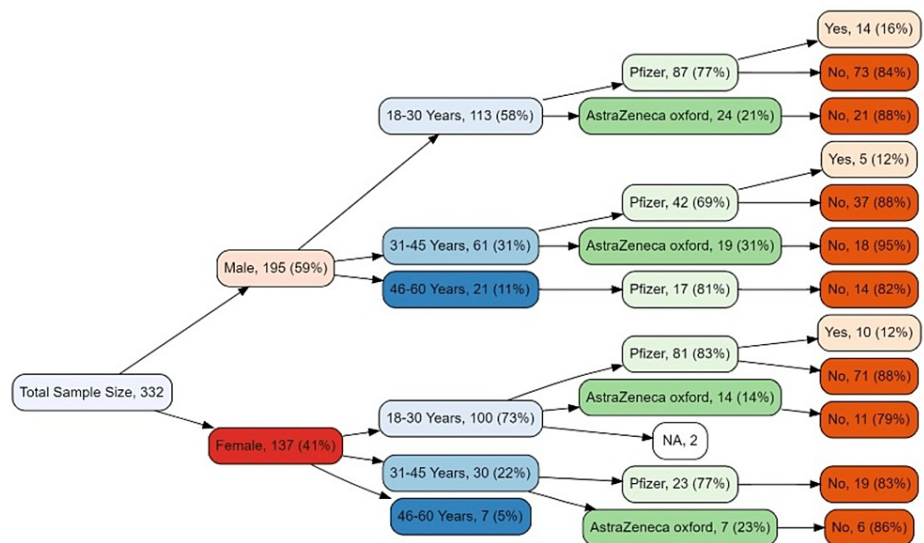 Yes, 14 (16%)
Pfizer, 87 (77%)
No, 73 (84%)
18-30 Years, 113 (58%)
AstraZeneca oxford, 24 (21%)
No, 21 (88%)
Yes, 5 (12%)
Pfizer, 42 (69%)
No, 37 (88%)
31-45 Years, 61 (31%)
AstraZeneca oxford, 19 (31%)
No, 18 (95%)
Male, 195 (59%)
46-60 Years, 21 (11%)
Pfizer, 17 (81%)
No, 14 (82%)
Yes, 10 (12%)
Pfizer, 81 (83%)
No, 71 (88%)
Total Sample Size, 332
AstraZeneca oxford, 14 (14%)
18-30 Years, 100 (73%)
No, 11 (79%)
NA, 2
Female, 137 (41%)
31-45 Years, 30 (22%)
Pfizer, 23 (77%)
No, 19 (83%)
46-60 Years, 7 (5%)
AstraZeneca oxford, 7 (23%)
No, 6 (86%)